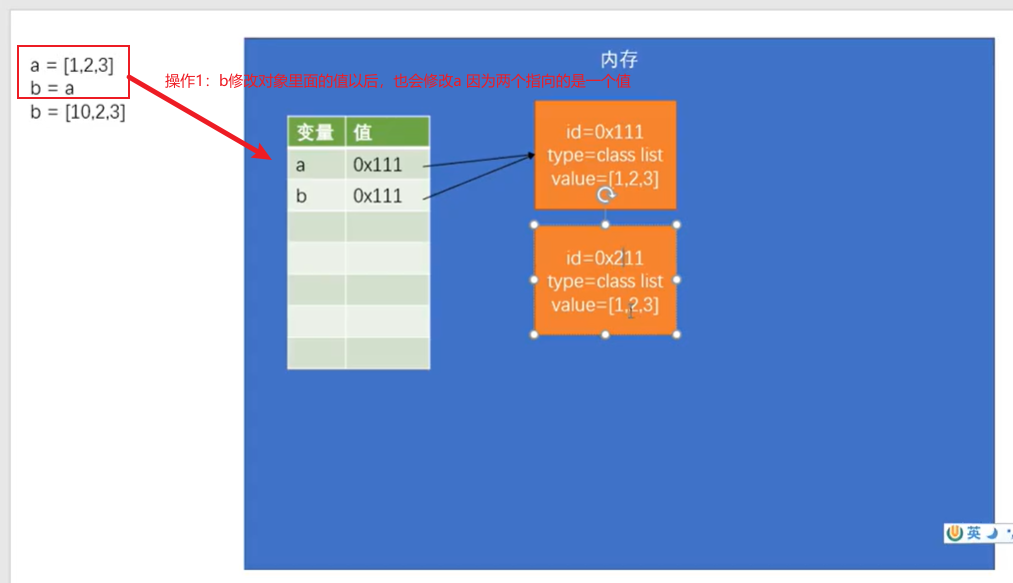 内存
a = [1,2,3]
b = a
b = [10,2,3]
操作1：b修改对象里面的值以后，也会修改a 因为两个指向的是一个值
变量 值
a 0x111
b 0x111
id=0x111
type=class list
value=[1,2,3]
id=0x211
type=class list
value=[1,2,3]
英